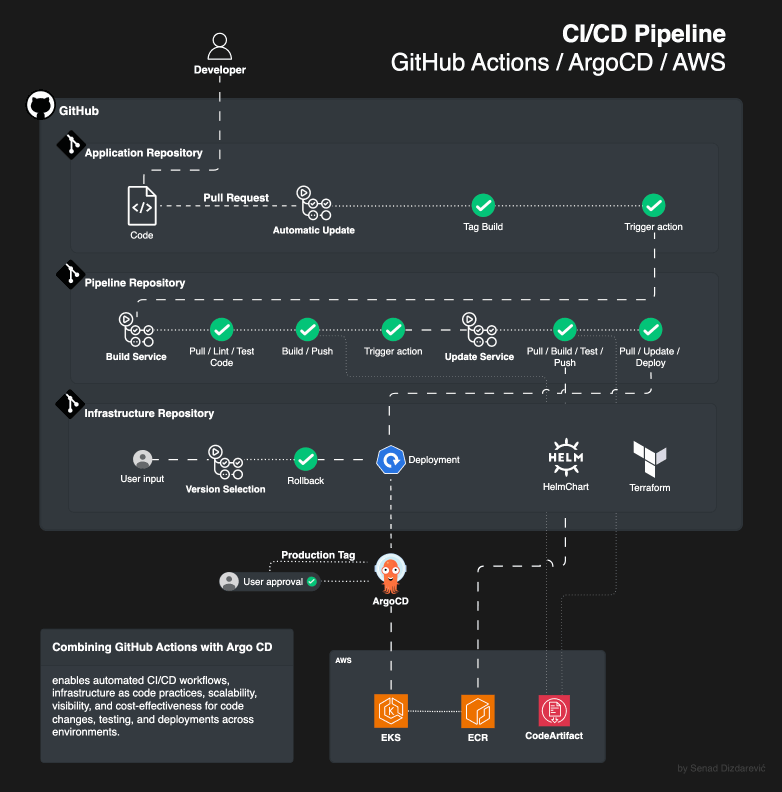 CI/CD Pipeline
GitHub Actions / ArgoCD / AWS
Developer
GitHub
Application Repository
Pull Request
Code
Automatic Update
Tag Build
Trigger action
Pipeline Repository
Build Service
Pull / Lint / Test
Code
Build / Push
Trigger action
Update Service
Pull / Build / Test /
Push
Pull / Update /
Deploy
Infrastructure Repository
User input
Version Selection
Rollback
Deployment
HELM
HelmChart
Terraform
Production Tag
User approval
ArgoCD
Combining GitHub Actions with Argo CD
enables automated CI/CD workflows,
infrastructure as code practices, scalability,
visibility, and cost-effectiveness for code
changes, testing, and deployments across
environments.
AWS
K
EKS
ECR
CodeArtifact
by Senad Dizdarević